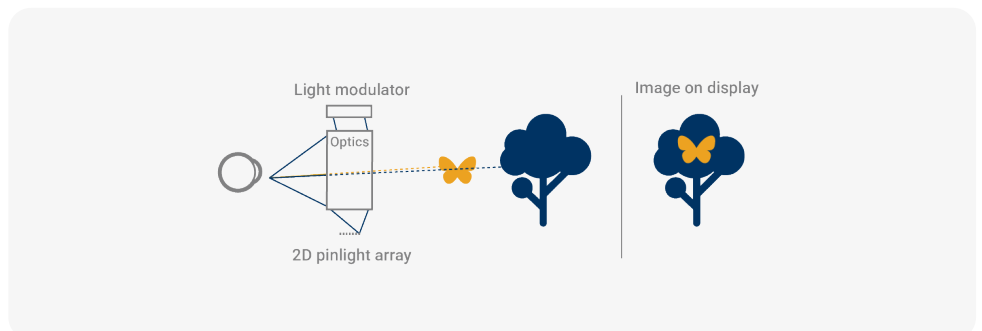 Light modulator
Image on display
Optics
2D pinlight array